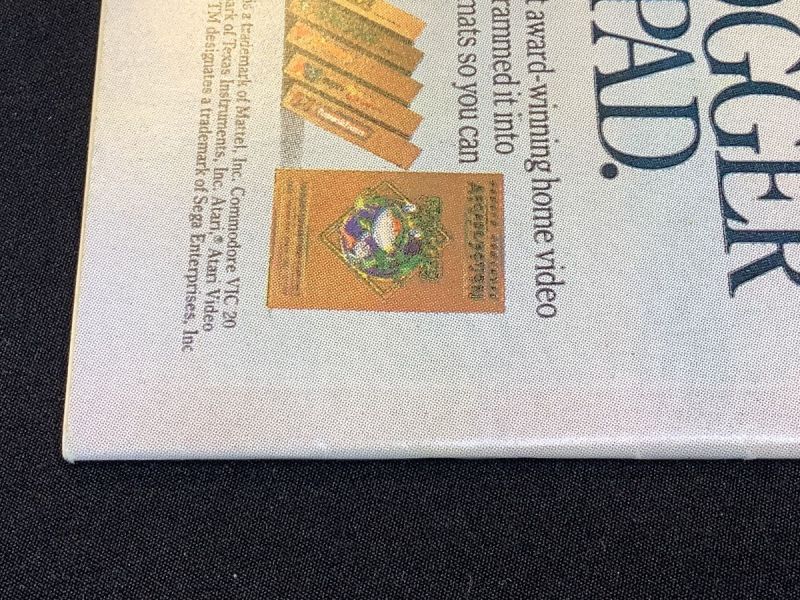 OGGER
PAD.
t award-winning home video
rammed it into
mats so you can
is a trademark of Mattel, Inc. Commodore VIC 20
ark of Texas Instruments, Inc. Atari,® Atari Video
TM designates a trademark of Sega Enterprises, Inc